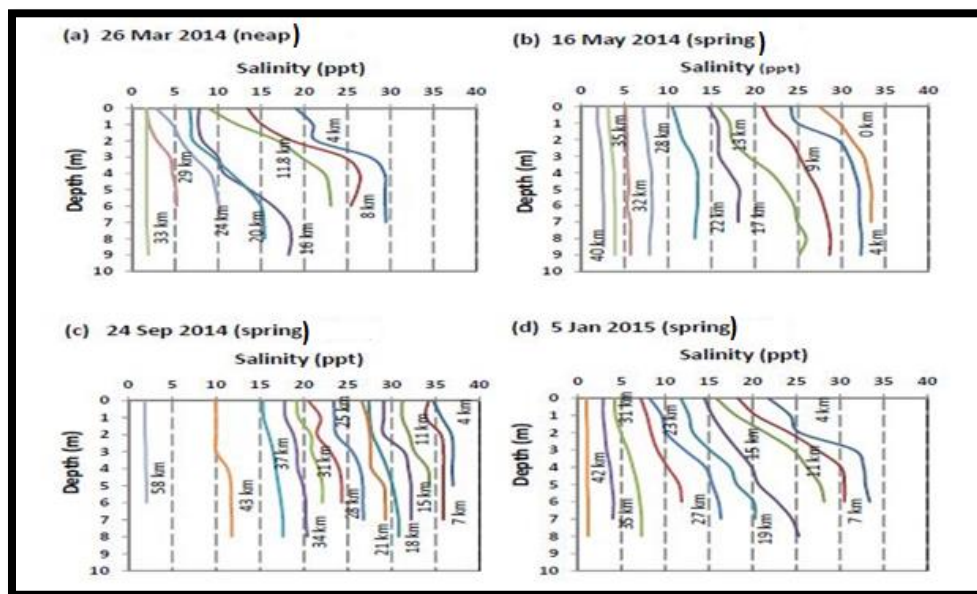 (a) 26 Mar 2014 (neap)
Salinity (ppt)
0 5 10 15 20 25 30 35 40
Depth (m)
0
1
2
3
4
5
6
7
8
9
10
33 km
29 km
24 km
20 km
16 km
11.8 km
8 km
4 km
(b) 16 May 2014 (spring)
Salinity (ppt)
0 5 10 15 20 25 30 35 40
Depth (m)
0
1
2
3
4
5
6
7
8
9
10
40 km
35 km
32 km
28 km
22 km
17 km
13 km
9 km
4 km
0 km
(c) 24 Sep 2014 (spring)
Salinity (ppt)
0 5 10 15 20 25 30 35 40
Depth (m)
0
1
2
3
4
5
6
7
8
9
10
58 km
43 km
37 km
34 km
31 km
28 km
25 km
21 km
18 km
15 km
11 km
7 km
4 km
(d) 5 Jan 2015 (spring)
Salinity (ppt)
0 5 10 15 20 25 30 35 40
Depth (m)
0
1
2
3
4
5
6
7
8
9
10
42 km
35 km
31 km
27 km
23 km
19 km
15 km
11 km
7 km
4 km